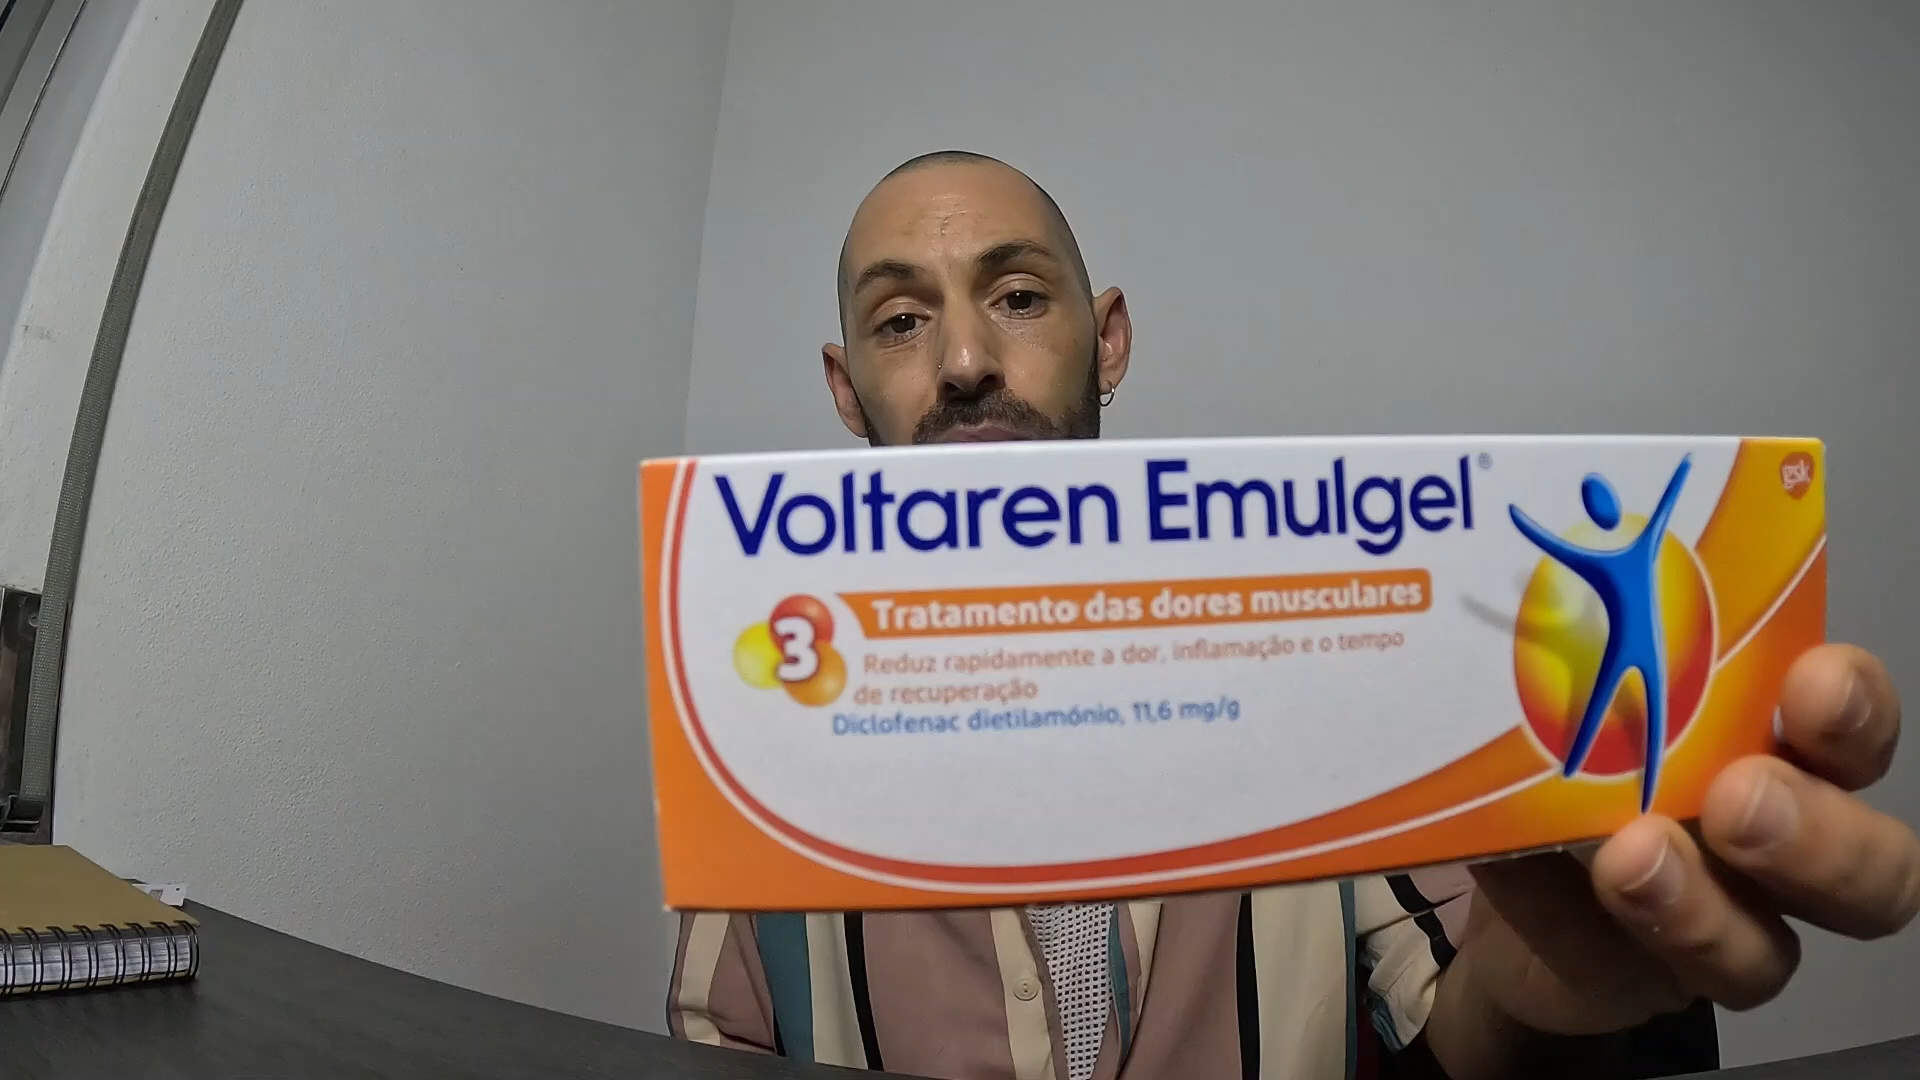 Voltaren Emulgel®
gsk
3
Tratamento das dores musculares
Reduz rapidamente a dor, inflamação e o tempo
de recuperação
Diclofenac dietilamónio, 11,6 mg/g